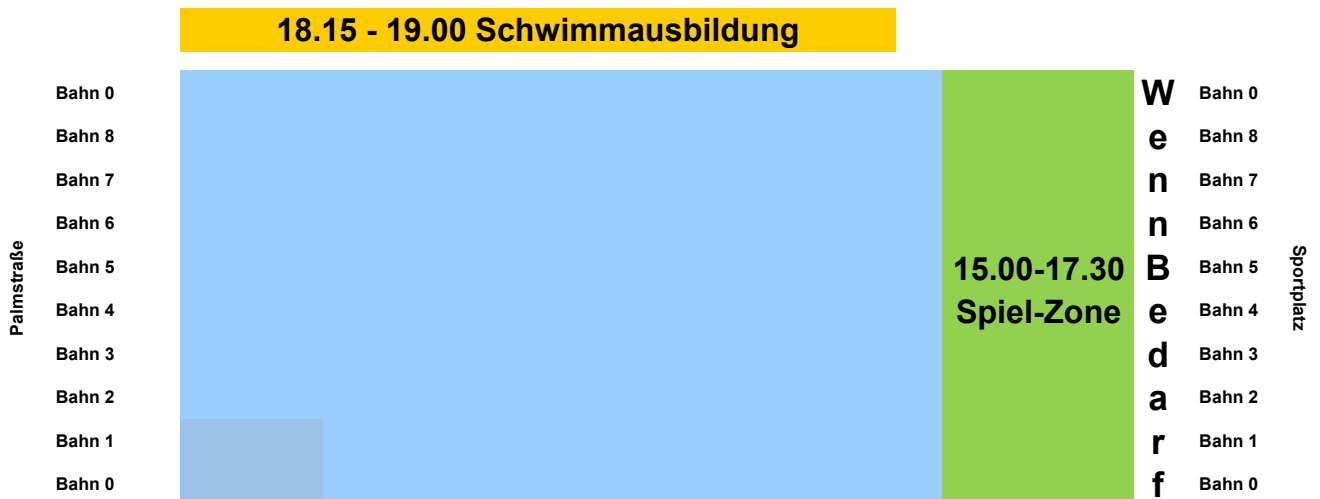 18.15 - 19.00 Schwimmausbildung
Bahn 0
Bahn 8
Bahn 7
Bahn 6
Bahn 5
Bahn 4
Bahn 3
Bahn 2
Bahn 1
Bahn 0
Palmstraße
15.00-17.30
Spiel-Zone
W
e
n
n
B
e
d
a
r
f
Bahn 0
Bahn 8
Bahn 7
Bahn 6
Bahn 5
Bahn 4
Bahn 3
Bahn 2
Bahn 1
Bahn 0
Sportplatz